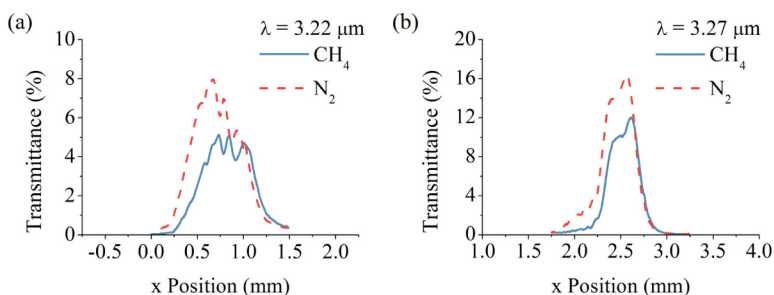 (a)
λ = 3.22 μm
CH4
N2
Transmittance (%)
10
8
6
4
2
0
-0.5 0.0 0.5 1.0 1.5 2.0
x Position (mm)
(b)
λ = 3.27 μm
CH4
N2
Transmittance (%)
20
16
12
8
4
0
1.0 1.5 2.0 2.5 3.0 3.5 4.0
x Position (mm)